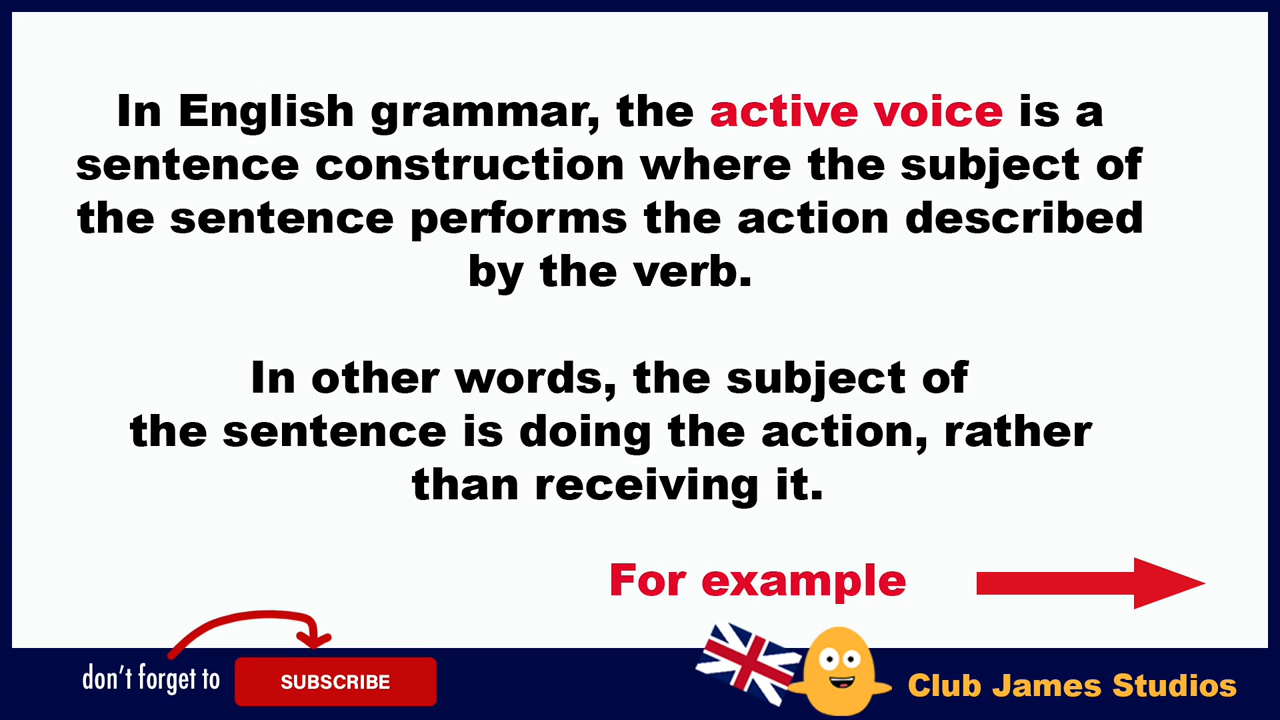 In English grammar, the active voice is a
sentence construction where the subject of
the sentence performs the action described
by the verb.
In other words, the subject of
the sentence is doing the action, rather
than receiving it.
For example
don't forget to
SUBSCRIBE
Club James Studios